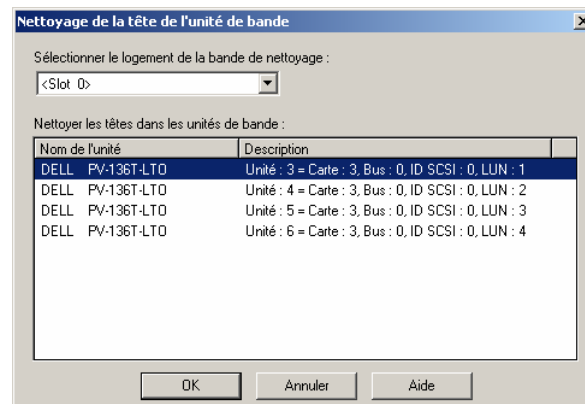 Nettoyage de la tête de l'unité de bande
Sélectionner le logement de la bande de nettoyage :
<Slot 0>
Nettoyer les têtes dans les unités de bande :
Nom de l'unité Description
DELL PV-136T-LTO Unité : 3 = Carte : 3, Bus : 0, ID SCSI : 0, LUN : 1
DELL PV-136T-LTO Unité : 4 = Carte : 3, Bus : 0, ID SCSI : 0, LUN : 2
DELL PV-136T-LTO Unité : 5 = Carte : 3, Bus : 0, ID SCSI : 0, LUN : 3
DELL PV-136T-LTO Unité : 6 = Carte : 3, Bus : 0, ID SCSI : 0, LUN : 4
OK Annuler Aide